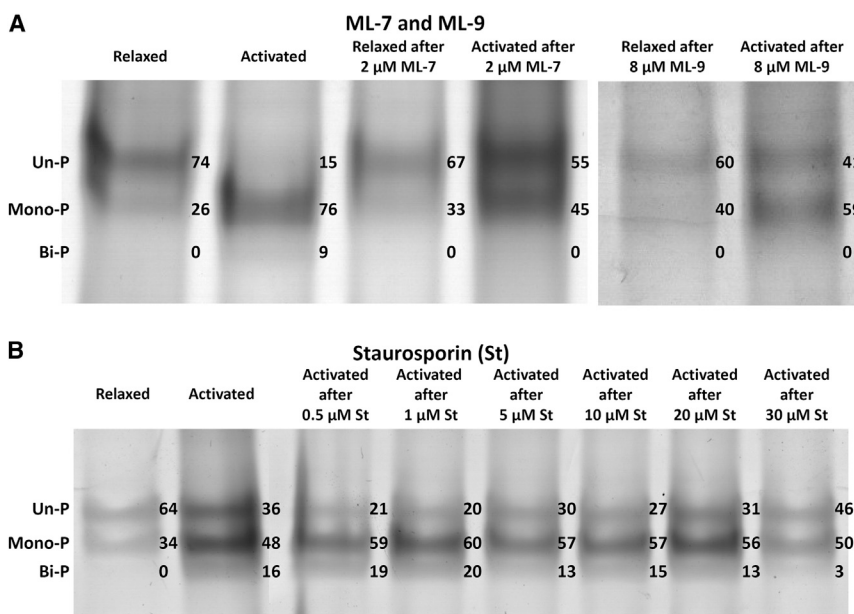 A
ML-7 and ML-9
Relaxed
Activated
Relaxed after
2 µM ML-7
Activated after
2 µM ML-7
Relaxed after
8 µM ML-9
Activated after
8 µM ML-9
Un-P 74 15 67 55 60 41
Mono-P 26 76 33 45 40 59
Bi-P 0 9 0 0 0 0
B
Staurosporin (St)
Relaxed
Activated
Activated
after
0.5 µM St
Activated
after
1 µM St
Activated
after
5 µM St
Activated
after
10 µM St
Activated
after
20 µM St
Activated
after
30 µM St
Un-P 64 36 21 20 30 27 31 46
Mono-P 34 48 59 60 57 57 56 50
Bi-P 0 16 19 20 13 15 13 3